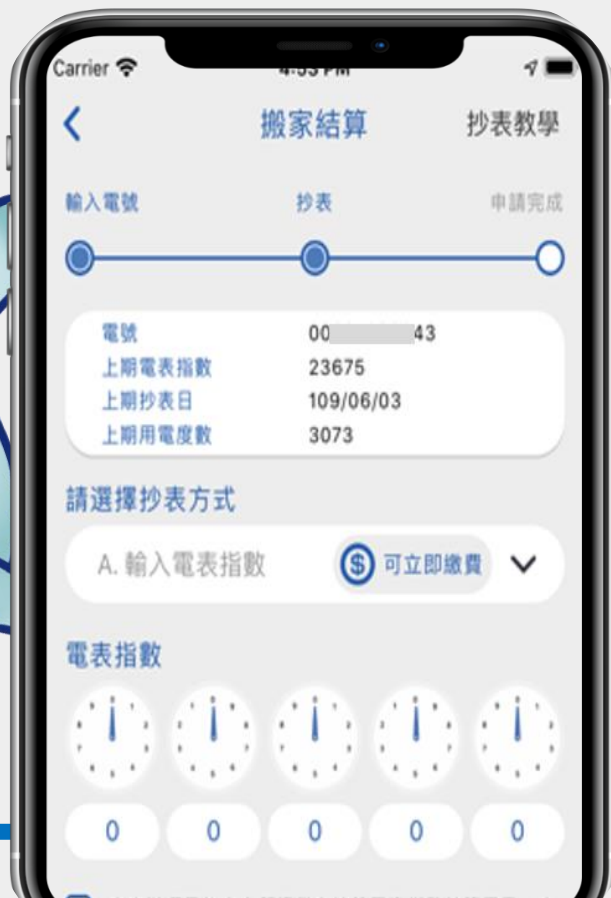 Carrier
4:53 PM
搬家結算
抄表教學
輸入電號
抄表
申請完成
電號 00 43
上期電表指數 23675
上期抄表日 109/06/03
上期用電度數 3073
請選擇抄表方式
A. 輸入電表指數
可立即繳費
電表指數
0 0 0 0 0